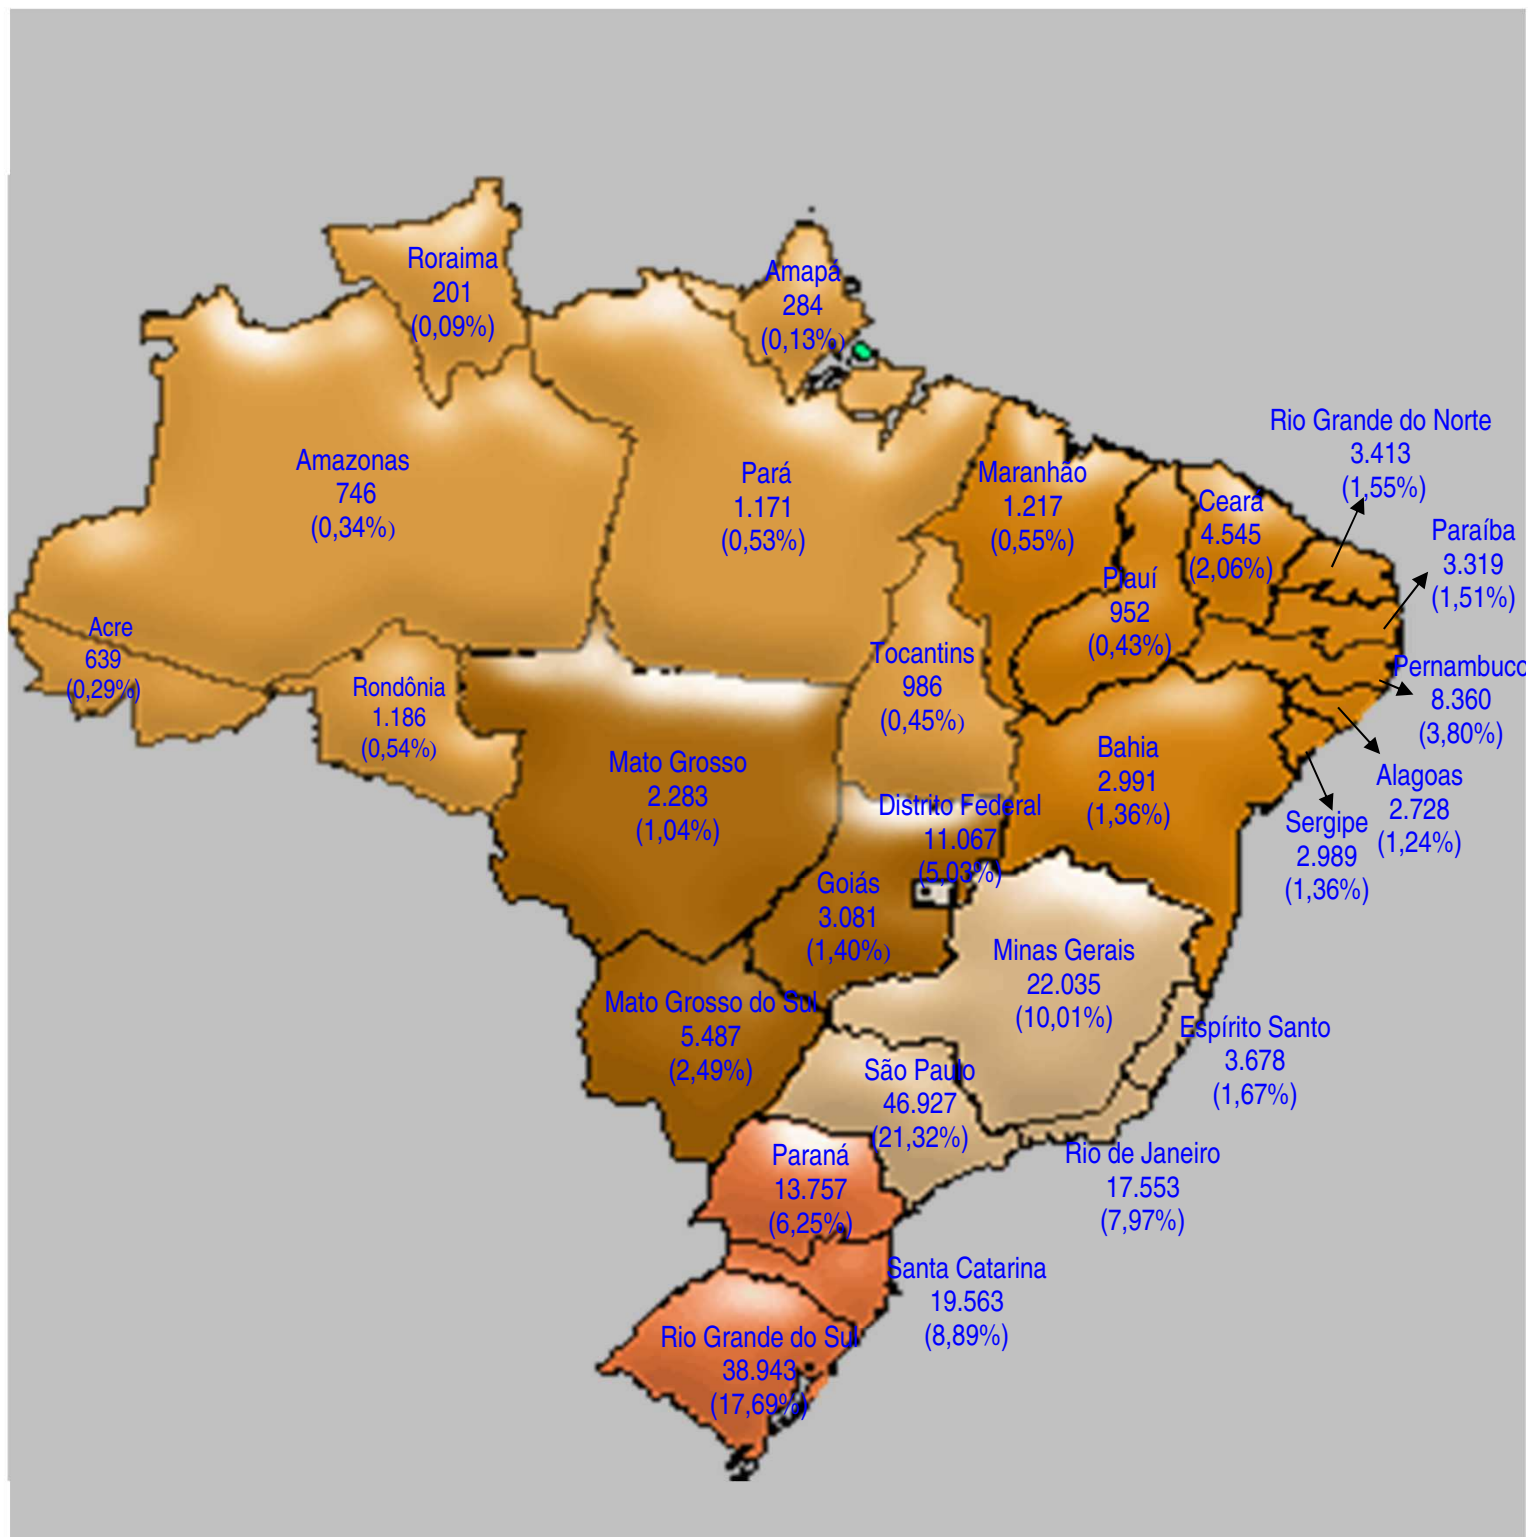 Roraima
201
(0,09%)
Amapá
284
(0,13%)
Amazonas
746
(0,34%)
Pará
1.171
(0,53%)
Maranhão
1.217
(0,55%)
Ceará
4.545
(2,06%)
Rio Grande do Norte
3.413
(1,55%)
Paraíba
3.319
(1,51%)
Piauí
952
(0,43%)
Acre
639
(0,29%)
Rondônia
1.186
(0,54%)
Tocantins
986
(0,45%)
Pernambuco
8.360
(3,80%)
Mato Grosso
2.283
(1,04%)
Bahia
2.991
(1,36%)
Alagoas
2.728
(1,24%)
Sergipe
2.989
(1,36%)
Distrito Federal
11.067
(5,03%)
Goiás
3.081
(1,40%)
Minas Gerais
22.035
(10,01%)
Mato Grosso do Sul
5.487
(2,49%)
Espírito Santo
3.678
(1,67%)
São Paulo
46.927
(21,32%)
Rio de Janeiro
17.553
(7,97%)
Paraná
13.757
(6,25%)
Santa Catarina
19.563
(8,89%)
Rio Grande do Sul
38.943
(17,69%)